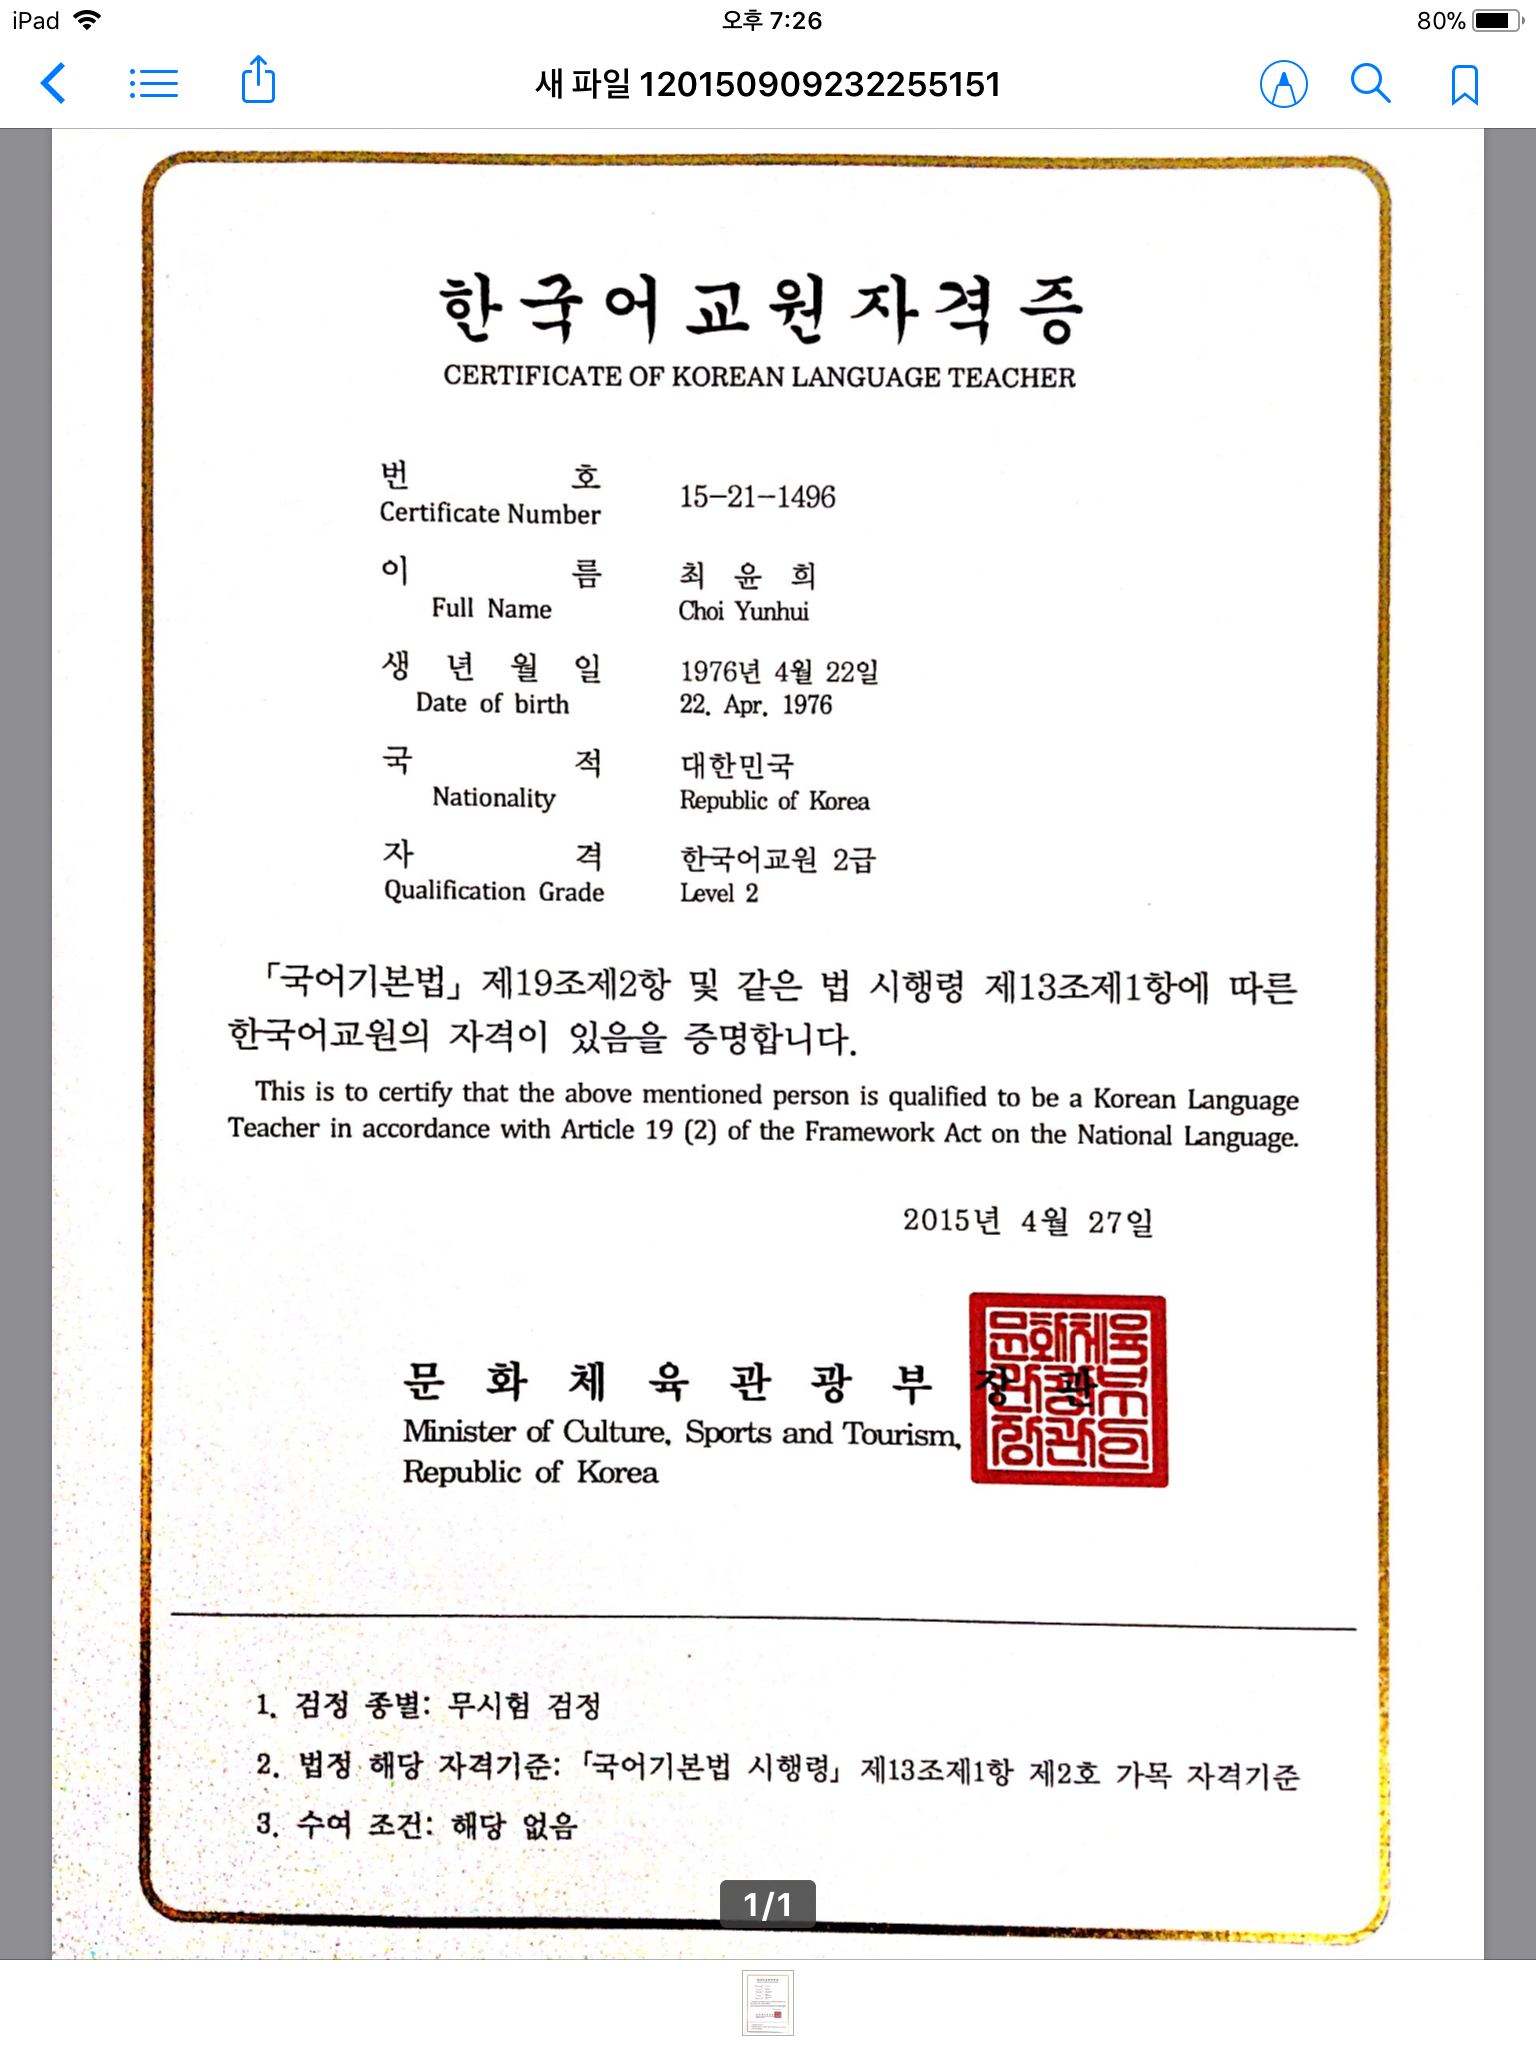 iPad 오후 7:26 80%
새 파일 120150909232255151
한국어교원자격증
CERTIFICATE OF KOREAN LANGUAGE TEACHER
번 호
Certificate Number
15-21-1496
이 름
Full Name
최 윤 희
Choi Yunhui
생 년 월 일
Date of birth
1976년 4월 22일
22. Apr. 1976
국 적
Nationality
대한민국
Republic of Korea
자 격
Qualification Grade
한국어교원 2급
Level 2
「국어기본법」 제19조제2항 및 같은 법 시행령 제13조제1항에 따른
한국어교원의 자격이 있음을 증명합니다.
This is to certify that the above mentioned person is qualified to be a Korean Language
Teacher in accordance with Article 19 (2) of the Framework Act on the National Language.
2015년 4월 27일
문 화 체 육 관 광 부 장 관
Minister of Culture, Sports and Tourism,
Republic of Korea
문화체육
관광부
장관인
1. 검정 종별: 무시험 검정
2. 법정 해당 자격기준: 「국어기본법 시행령」 제13조제1항 제2호 가목 자격기준
3. 수여 조건: 해당 없음
1/1